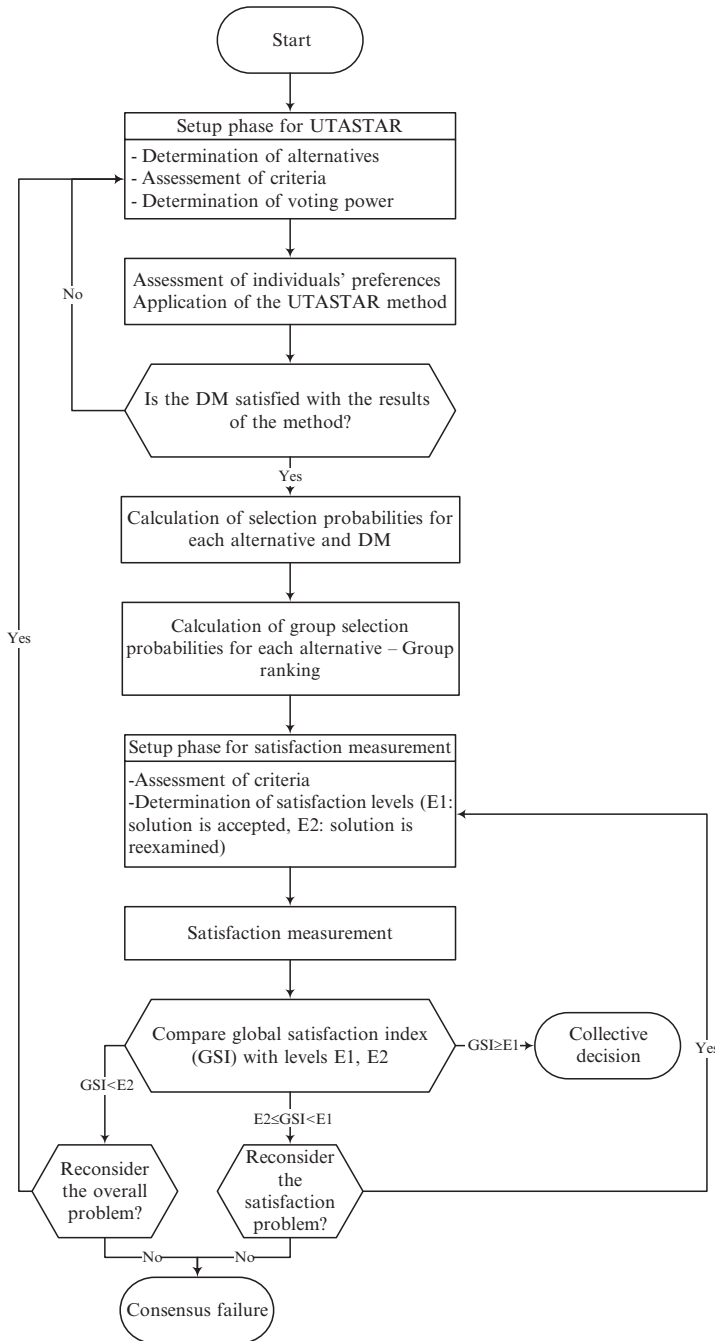 Start
Setup phase for UTASTAR
- Determination of alternatives
- Assessement of criteria
- Determination of voting power
No
Assessment of individuals' preferences
Application of the UTASTAR method
Is the DM satisfied with the results
of the method?
Yes
Calculation of selection probabilities for
each alternative and DM
Yes
Calculation of group selection
probabilities for each alternative – Group
ranking
Setup phase for satisfaction measurement
-Assessment of criteria
-Determination of satisfaction levels (E1:
solution is accepted, E2: solution is
reexamined)
Satisfaction measurement
Compare global satisfaction index
(GSI) with levels E1, E2
GSI≥E1
Collective
decision
Yes
GSI<E2
E2≤GSI<E1
Reconsider
the overall
problem?
Reconsider
the
satisfaction
problem?
No
No
Consensus failure